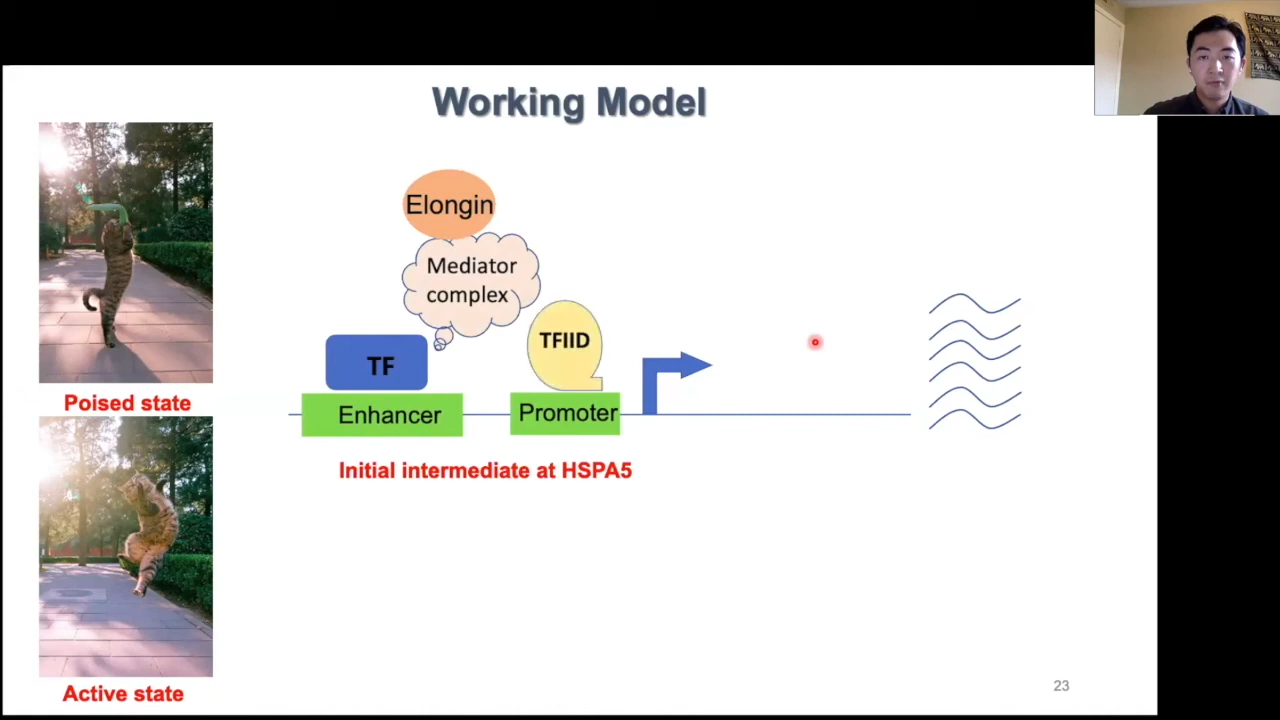 Working Model
Elongin
Mediator
complex
TFIID
TF
Enhancer
Promoter
Initial intermediate at HSPA5
Poised state
Active state
23